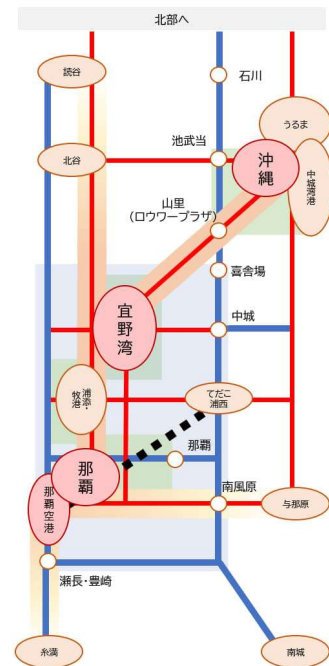 北部へ
読谷
石川
うるま
池武当
北谷
沖縄
中城湾港
山里
(ロウワープラザ)
喜舎場
宜野湾
中城
浦添・
牧港
てだこ
浦西
那覇
那覇
那覇空港
南風原
与那原
瀬長・豊崎
糸満
南城